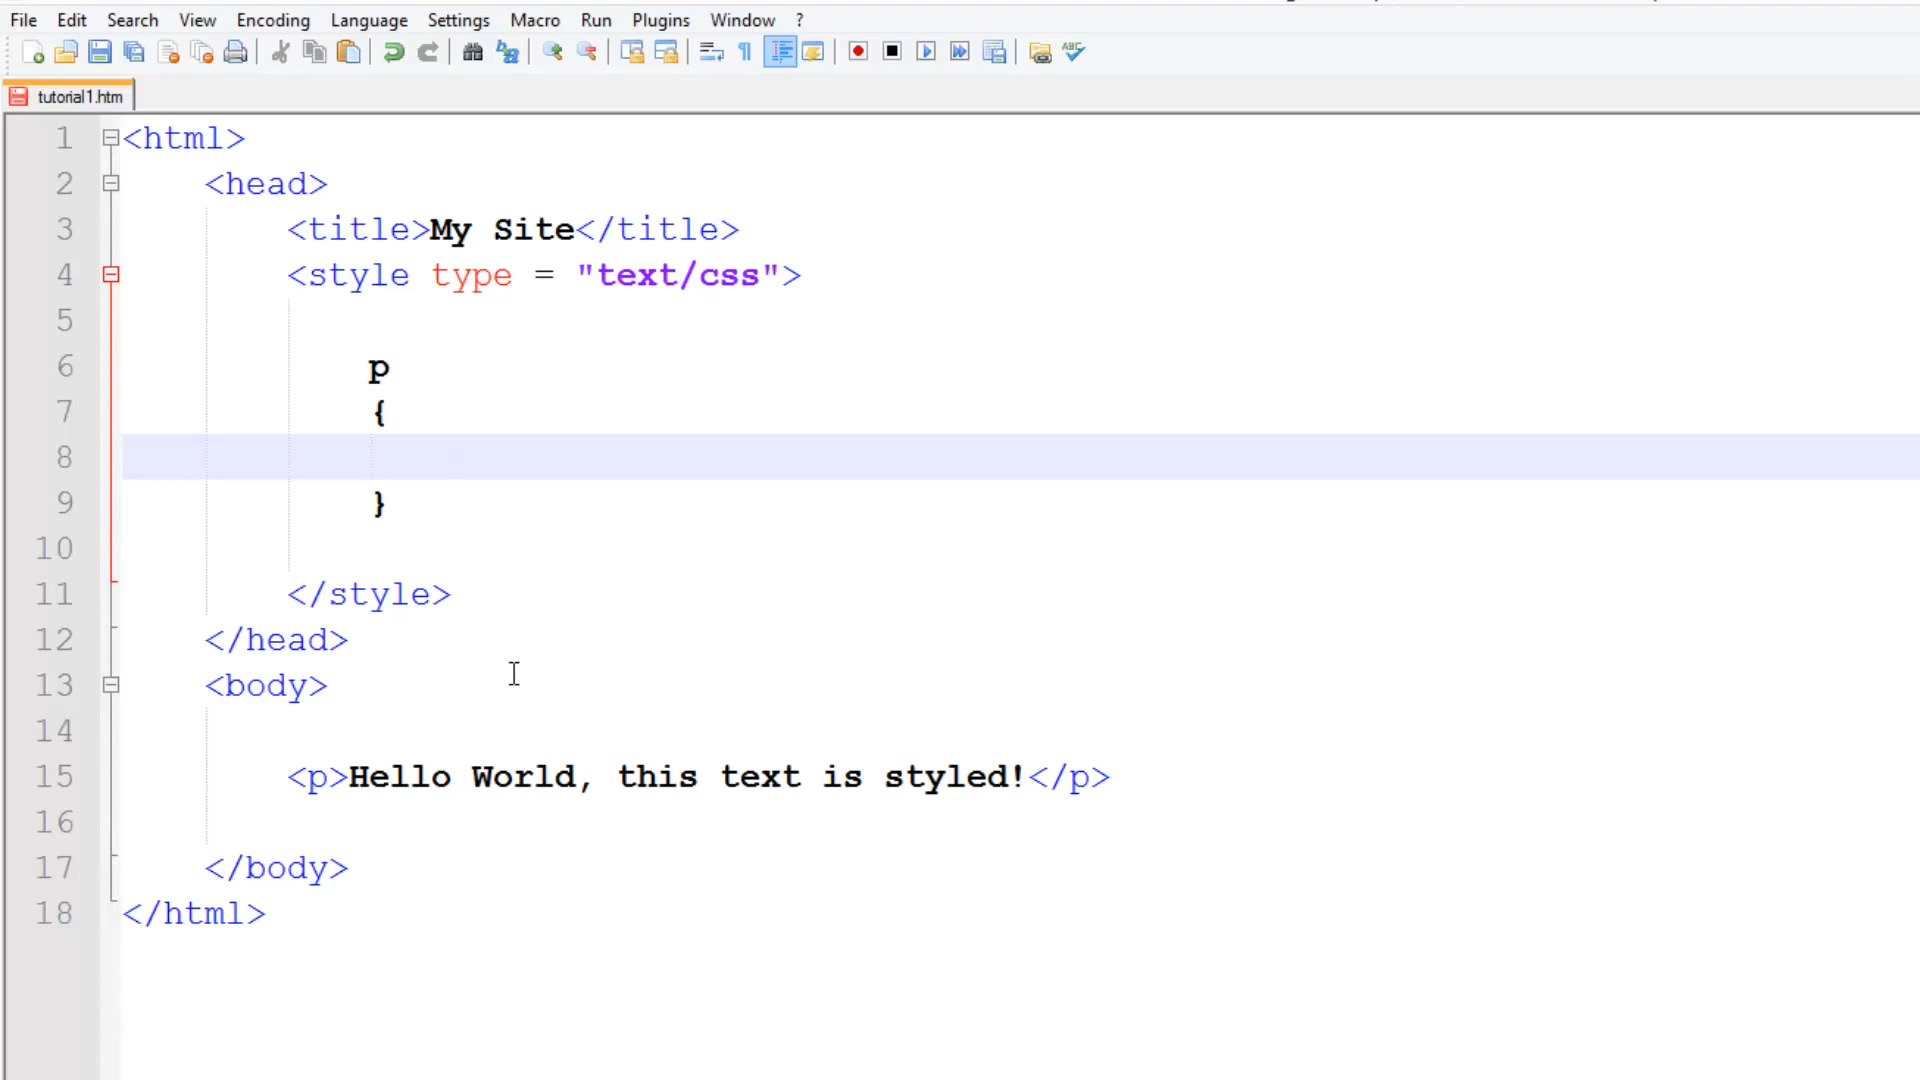 File Edit Search View Encoding Language Settings Macro Run Plugins Window ?
tutorial1.htm
1 <html>
2 <head>
3 <title>My Site</title>
4 <style type = "text/css">
5
6 p
7 {
8
9 }
10
11 </style>
12 </head>
13 <body>
14
15 <p>Hello World, this text is styled!</p>
16
17 </body>
18 </html>